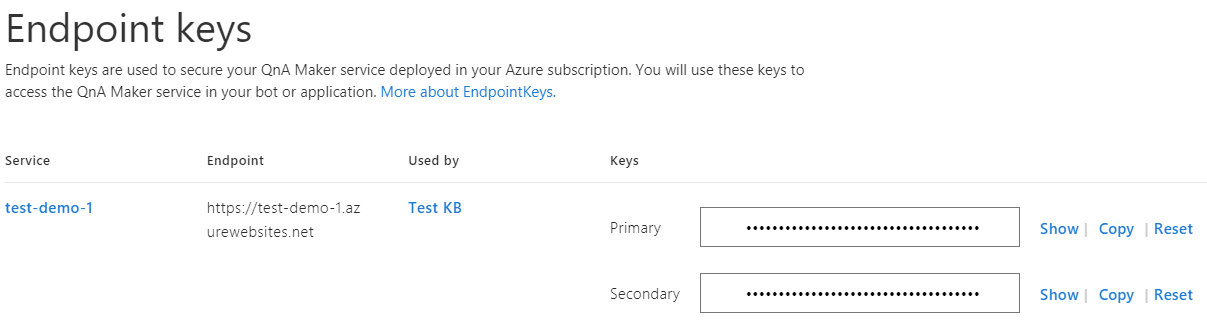 Endpoint keys
Endpoint keys are used to secure your QnA Maker service deployed in your Azure subscription. You will use these keys to
access the QnA Maker service in your bot or application. More about EndpointKeys.
Service Endpoint Used by Keys
test-demo-1 https://test-demo-1.az Test KB
urewebsites.net
Primary •••••••••••••••••••••••••••••••••••• Show | Copy | Reset
Secondary •••••••••••••••••••••••••••••••••••• Show | Copy | Reset